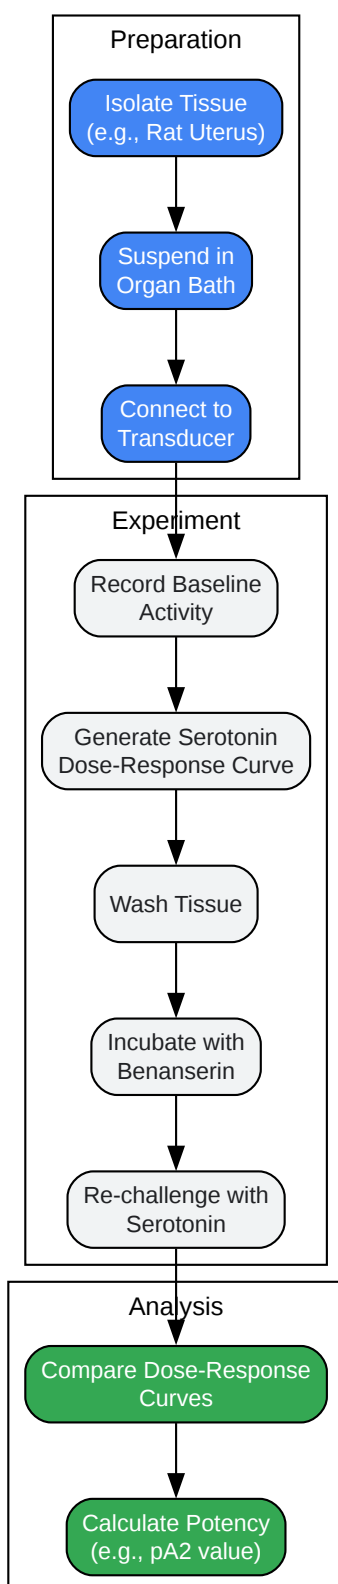 Preparation
Isolate Tissue
(e.g., Rat Uterus)
Suspend in
Organ Bath
Connect to
Transducer
Experiment
Record Baseline
Activity
Generate Serotonin
Dose-Response Curve
Wash Tissue
Incubate with
Benanserin
Re-challenge with
Serotonin
Analysis
Compare Dose-Response
Curves
Calculate Potency
(e.g., pA2 value)